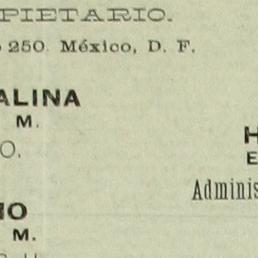 PIETARIO.
250. México, D. F.
ALINA
M.
O.
H
E
Adminis
IO
M.